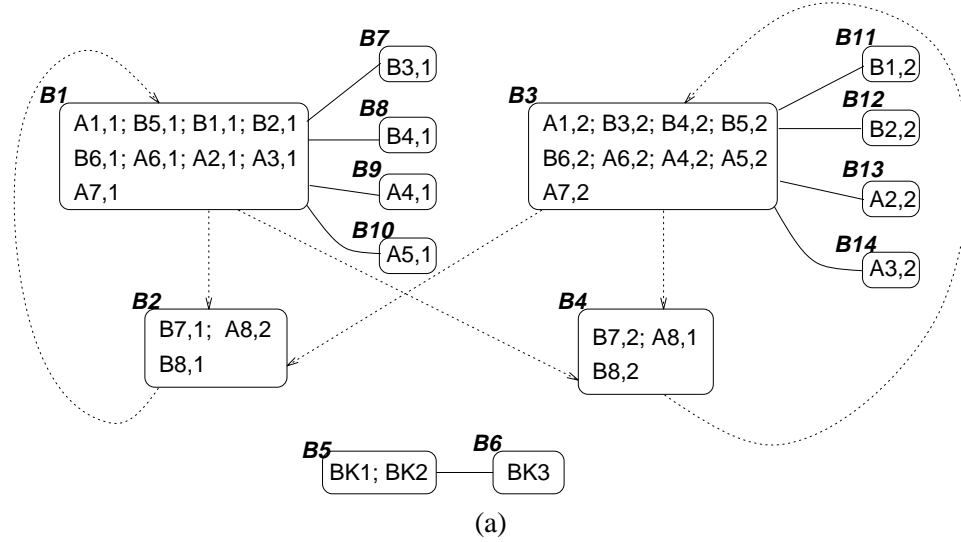 B7
B3,1
B1
A1,1; B5,1; B1,1; B2,1
B6,1; A6,1; A2,1; A3,1
A7,1
B8
B4,1
B9
A4,1
B10
A5,1
B11
B1,2
B3
A1,2; B3,2; B4,2; B5,2
B6,2; A6,2; A4,2; A5,2
A7,2
B12
B2,2
B13
A2,2
B14
A3,2
B2
B7,1; A8,2
B8,1
B4
B7,2; A8,1
B8,2
B5
BK1; BK2
B6
BK3
(a)